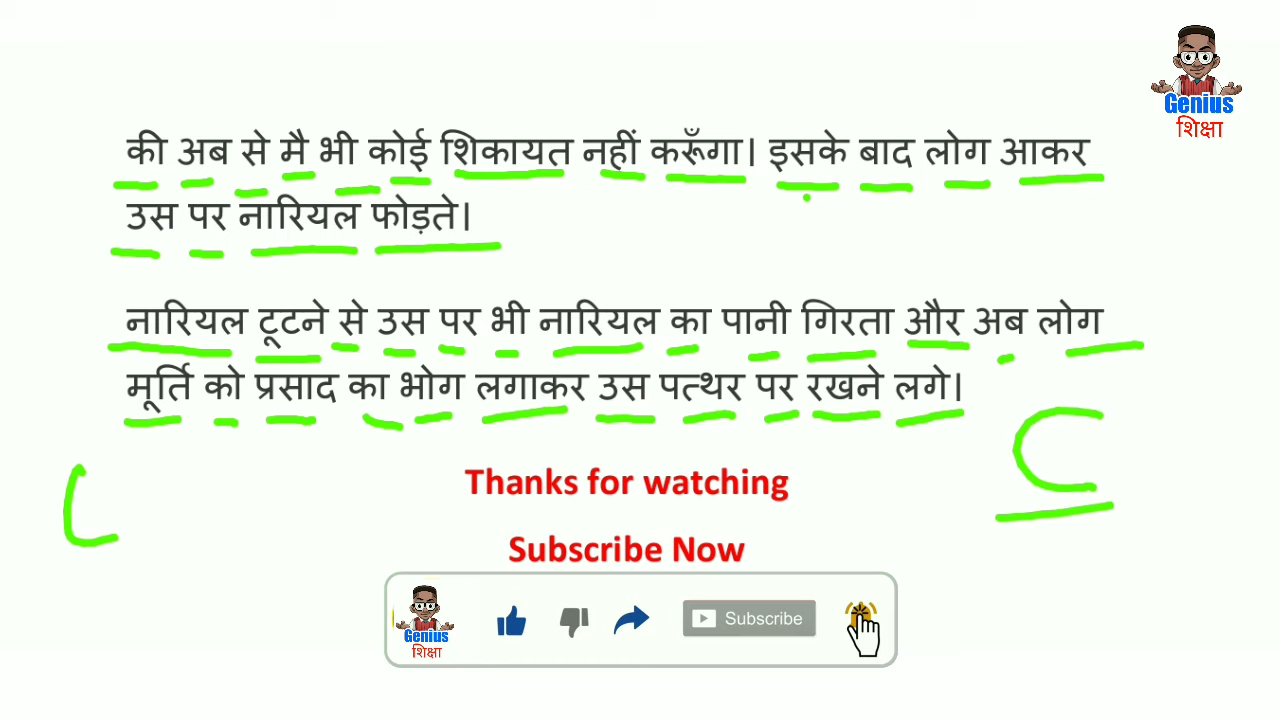 Genius
शिक्षा
की अब से मै भी कोई शिकायत नहीं करूँगा। इसके बाद लोग आकर
उस पर नारियल फोड़ते।
नारियल टूटने से उस पर भी नारियल का पानी गिरता और अब लोग
मूर्ति को प्रसाद का भोग लगाकर उस पत्थर पर रखने लगे।
Thanks for watching
Subscribe Now
Genius
शिक्षा
Subscribe